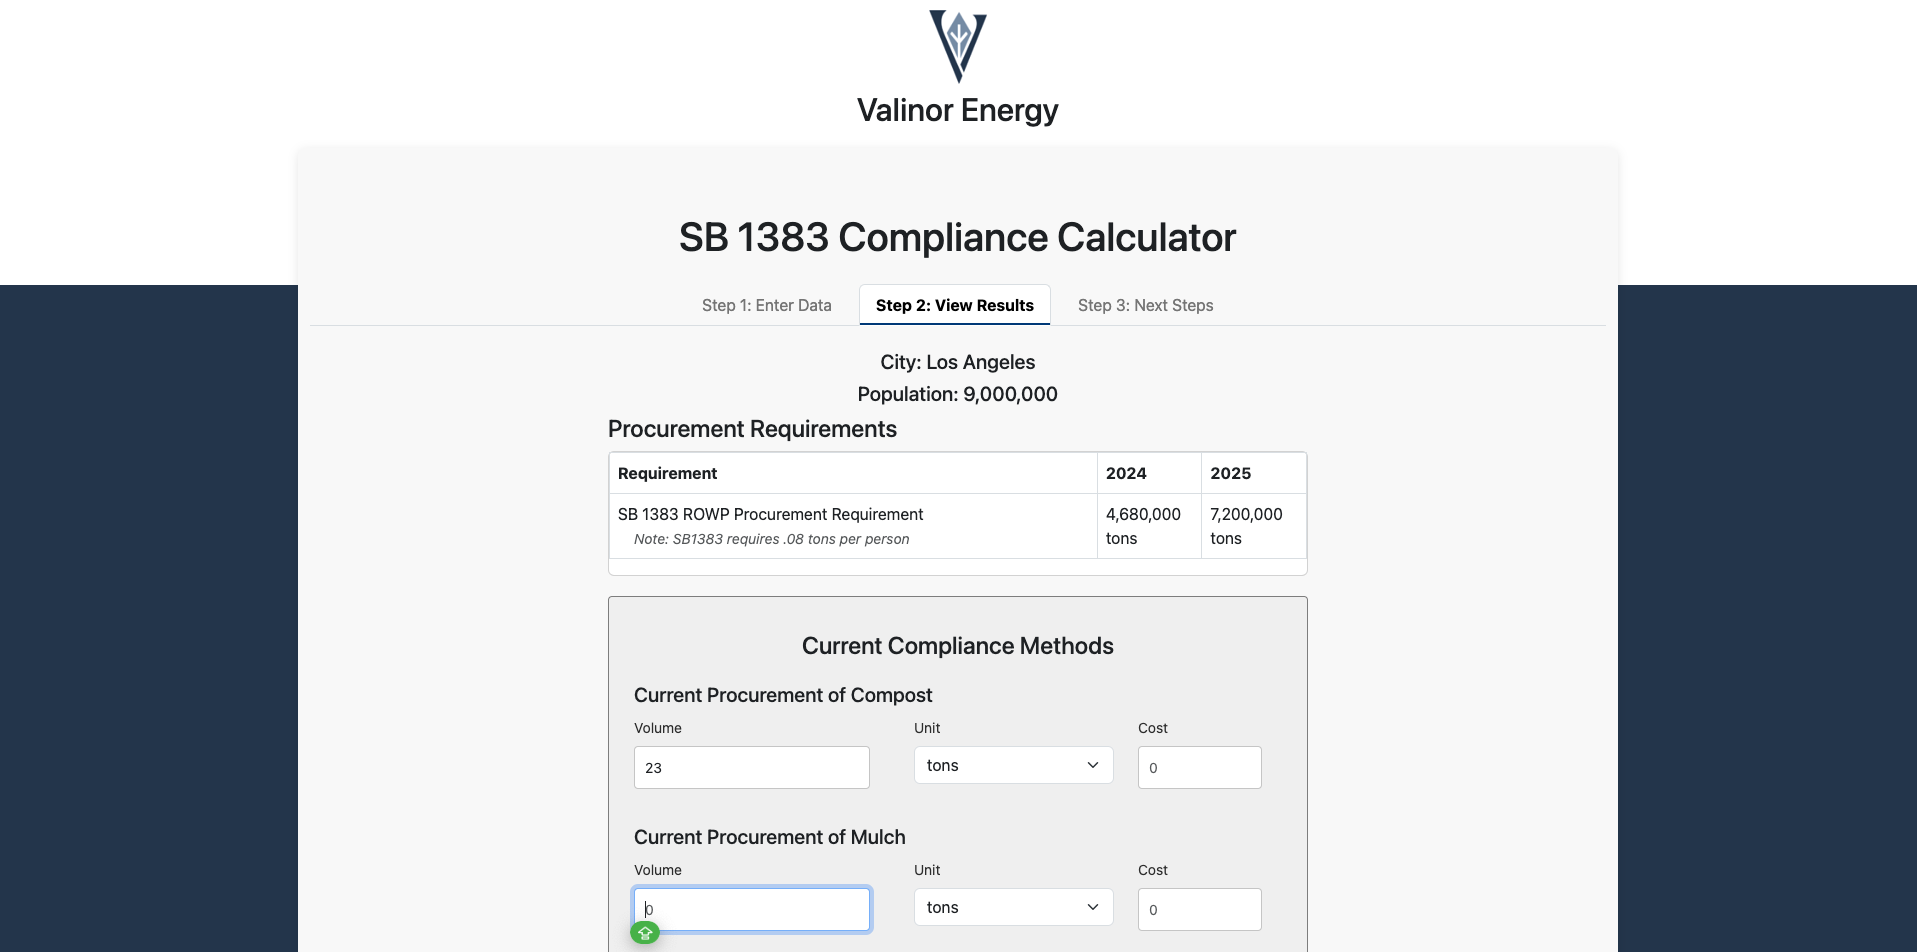 Valinor Energy
SB 1383 Compliance Calculator
Step 1: Enter Data
Step 2: View Results
Step 3: Next Steps
City: Los Angeles
Population: 9,000,000
Procurement Requirements
Requirement 2024 2025
SB 1383 ROWP Procurement Requirement 4,680,000 7,200,000
Note: SB1383 requires .08 tons per person tons tons
Current Compliance Methods
Current Procurement of Compost
Volume Unit Cost
23 tons 0
Current Procurement of Mulch
Volume Unit Cost
0 tons 0